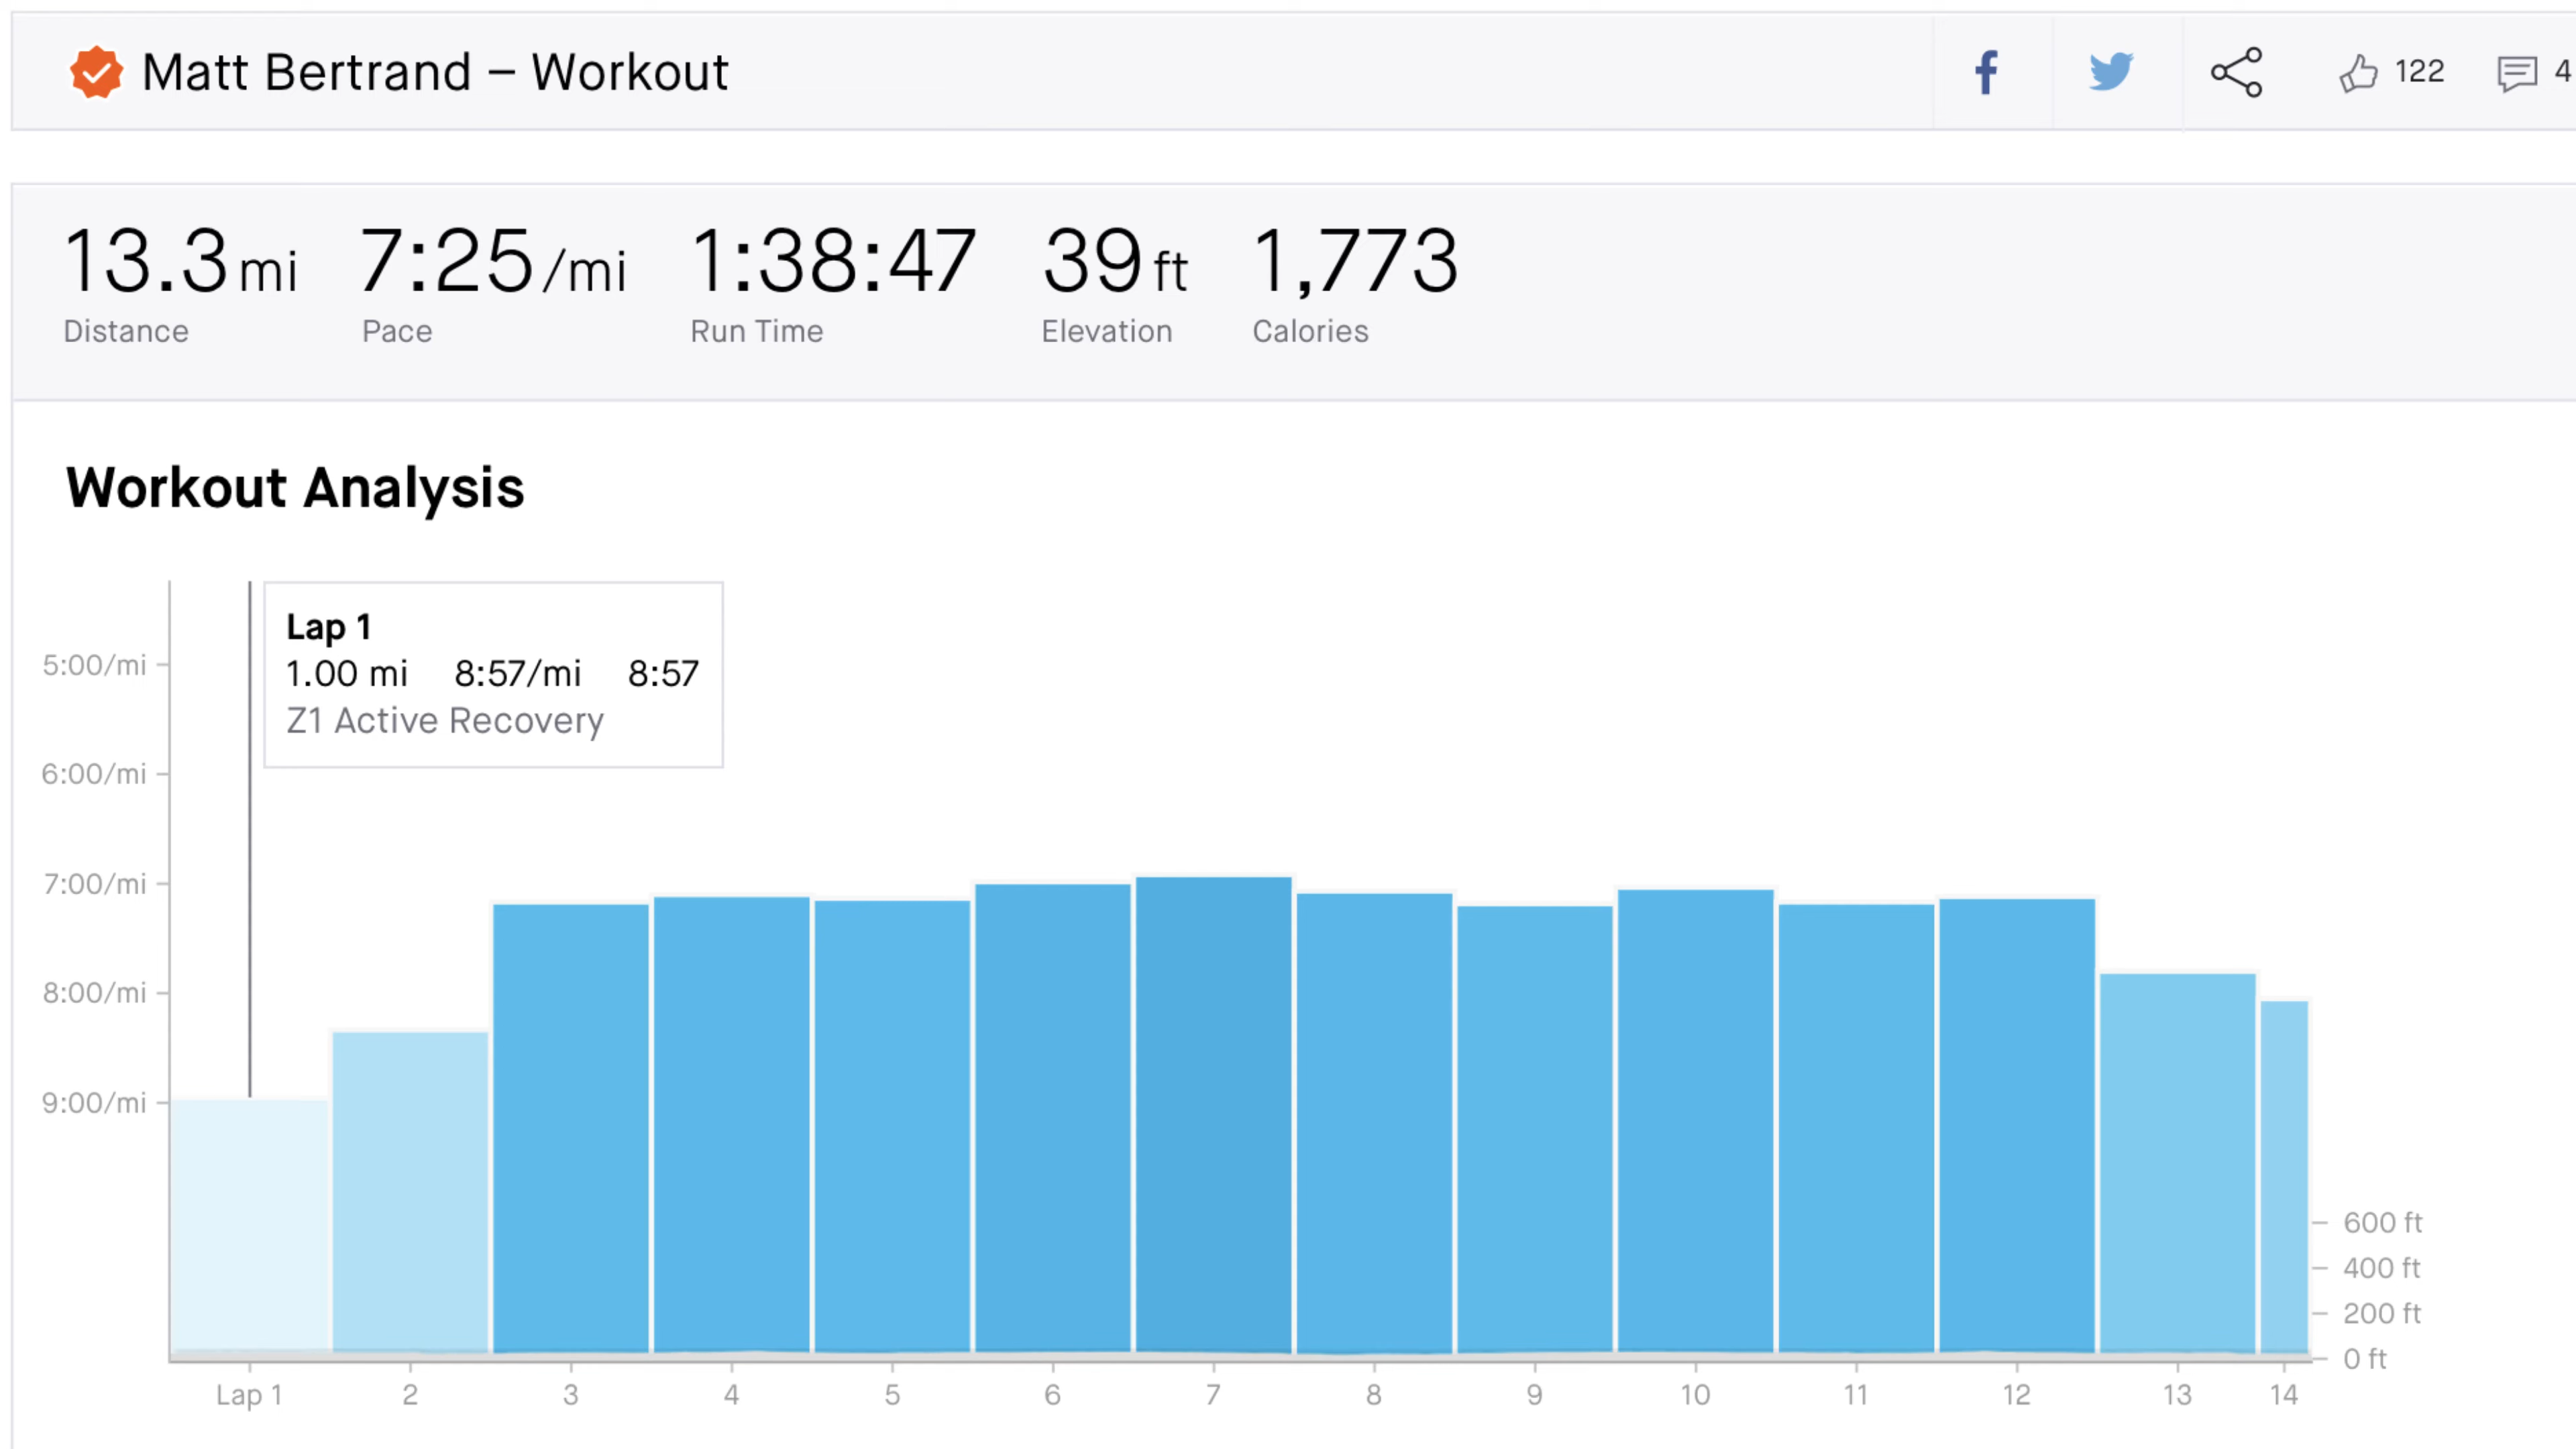 Matt Bertrand – Workout
122
4
13.3 mi 7:25 /mi 1:38:47 39 ft 1,773
Distance Pace Run Time Elevation Calories
Workout Analysis
Lap 1
1.00 mi 8:57/mi 8:57
Z1 Active Recovery
5:00/mi
6:00/mi
7:00/mi
8:00/mi
9:00/mi
600 ft
400 ft
200 ft
0 ft
Lap 1 2 3 4 5 6 7 8 9 10 11 12 13 14